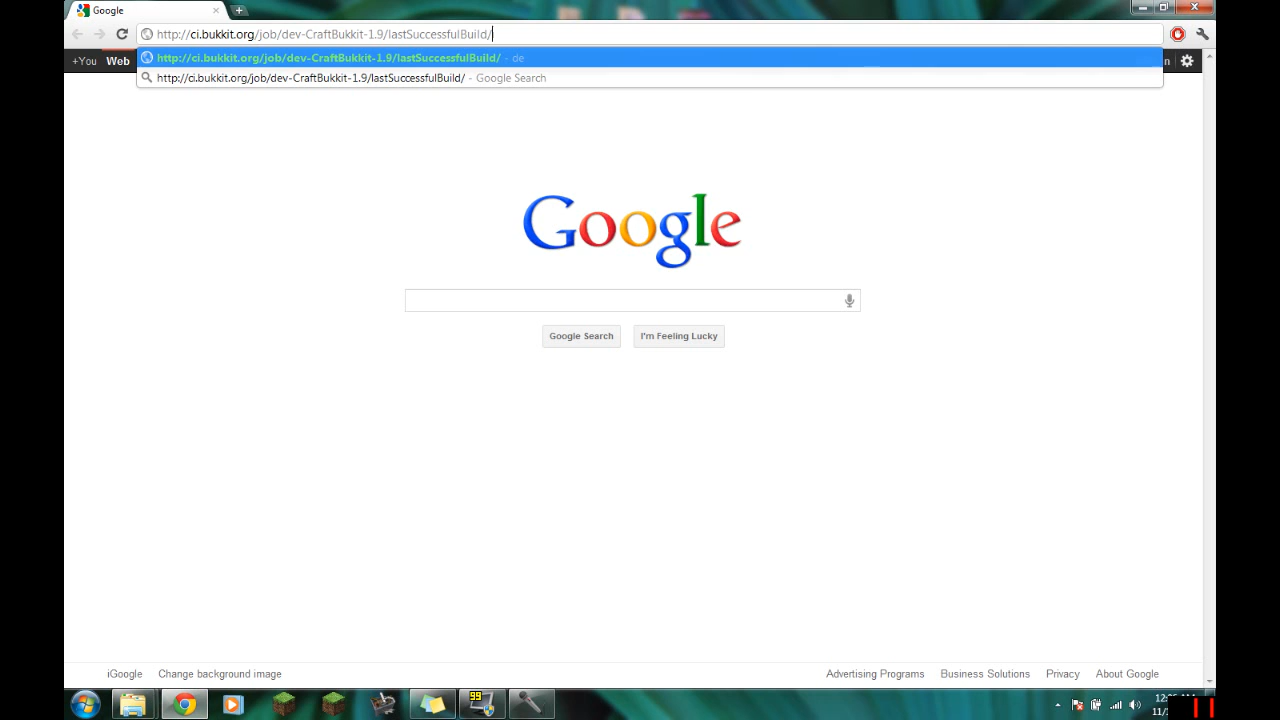 Google
http://ci.bukkit.org/job/dev-CraftBukkit-1.9/lastSuccessfulBuild/
http://ci.bukkit.org/job/dev-CraftBukkit-1.9/lastSuccessfulBuild/ - de
+You Web
http://ci.bukkit.org/job/dev-CraftBukkit-1.9/lastSuccessfulBuild/ - Google Search
Google
Google Search I'm Feeling Lucky
iGoogle Change background image Advertising Programs Business Solutions Privacy About Google
99